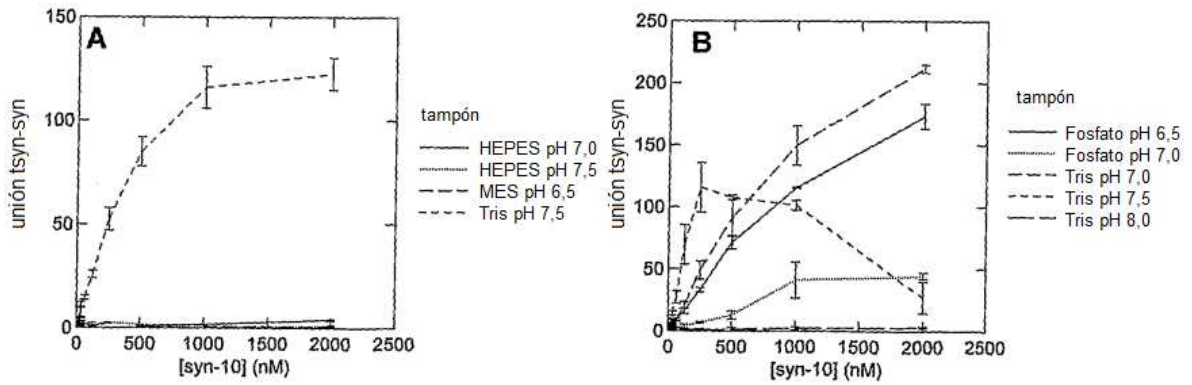 A
150
100
50
0
0 500 1000 1500 2000 2500
[syn-10] (nM)
unión tsyn-syn
tampón
HEPES pH 7,0
HEPES pH 7,5
MES pH 6,5
Tris pH 7,5
B
250
200
150
100
50
0
0 500 1000 1500 2000 2500
[syn-10] (nM)
unión tsyn-syn
tampón
Fosfato pH 6,5
Fosfato pH 7,0
Tris pH 7,0
Tris pH 7,5
Tris pH 8,0